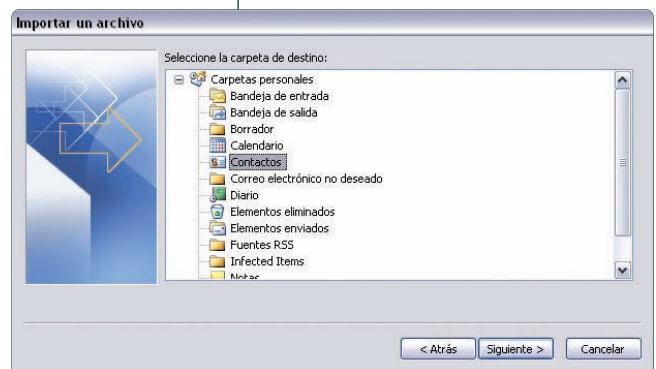 Importar un archivo
Seleccione la carpeta de destino:
Carpetas personales
Bandeja de entrada
Bandeja de salida
Borrador
Calendario
Contactos
Correo electrónico no deseado
Diario
Elementos eliminados
Elementos enviados
Fuentes RSS
Infected Items
Notas
< Atrás
Siguiente >
Cancelar